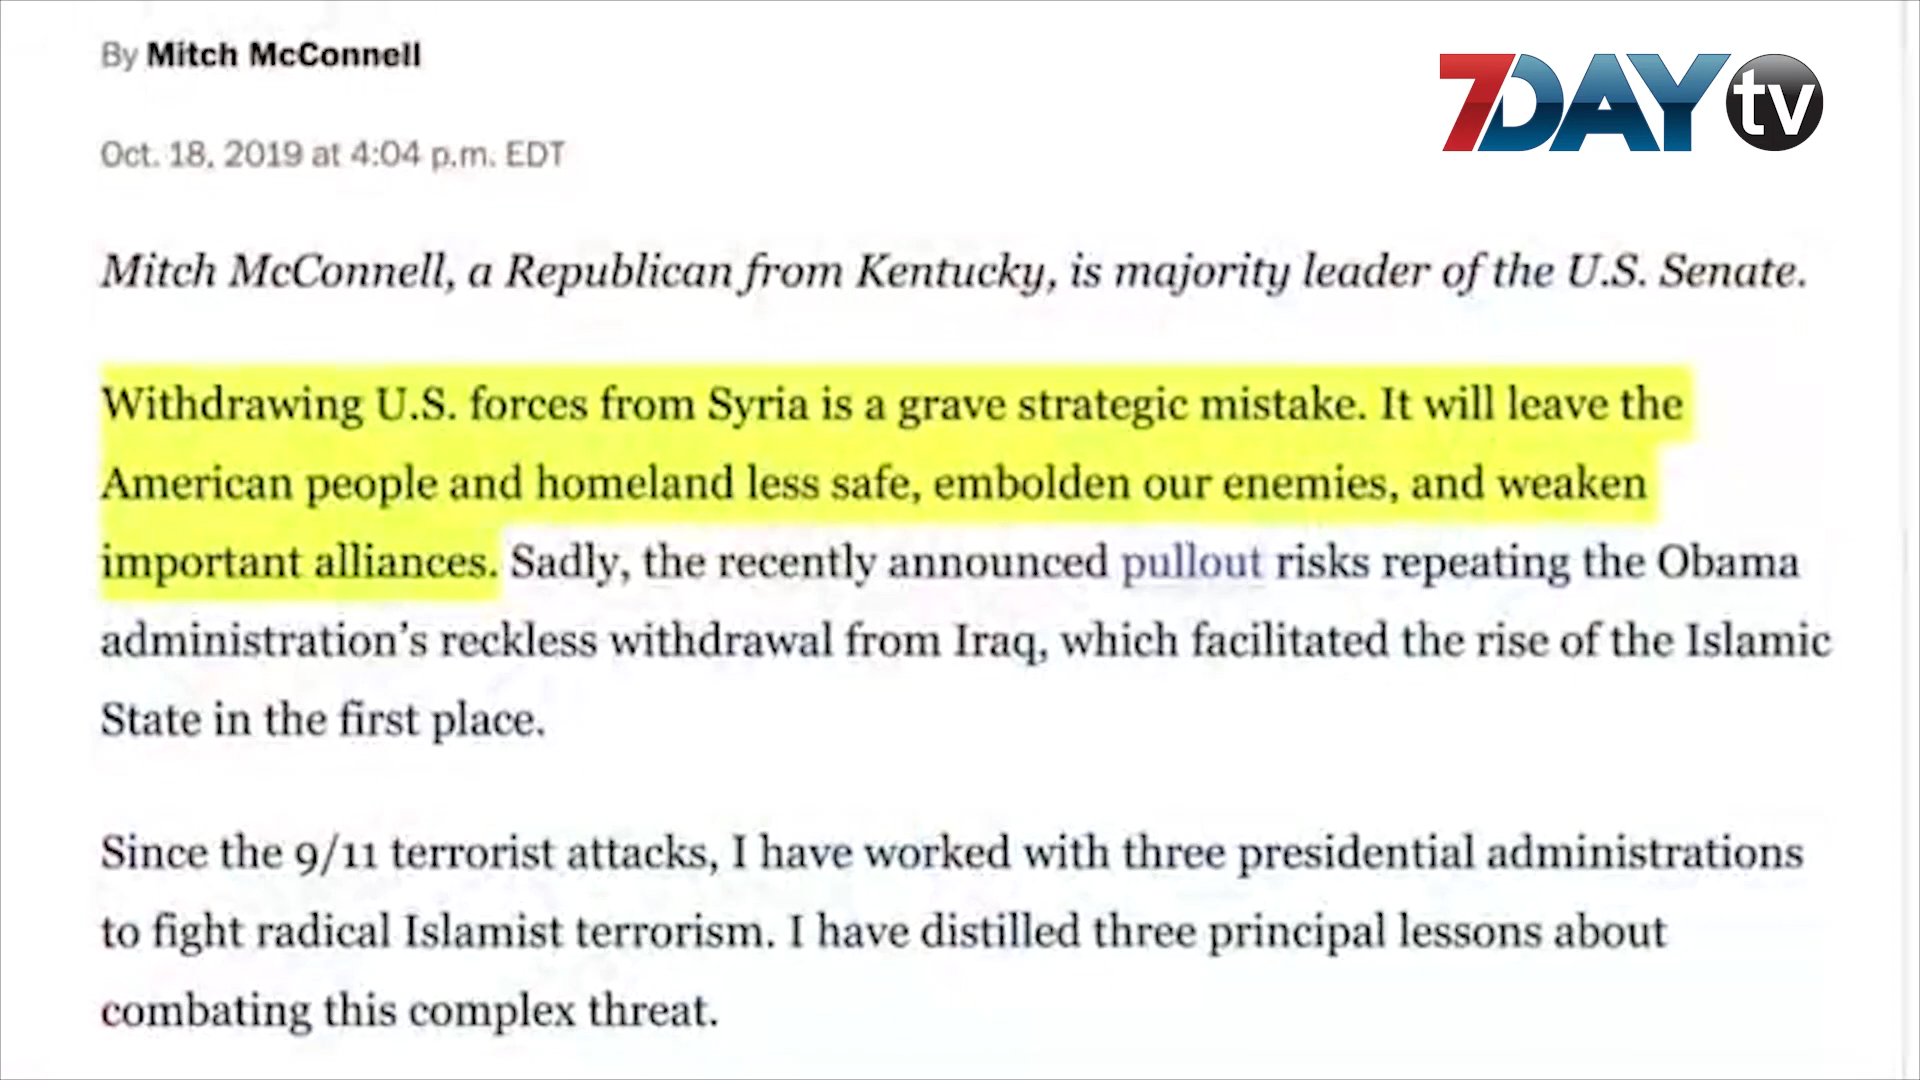 By Mitch McConnell
7DAY tv
Oct. 18, 2019 at 4:04 p.m. EDT
Mitch McConnell, a Republican from Kentucky, is majority leader of the U.S. Senate.
Withdrawing U.S. forces from Syria is a grave strategic mistake. It will leave the
American people and homeland less safe, embolden our enemies, and weaken
important alliances. Sadly, the recently announced pullout risks repeating the Obama
administration’s reckless withdrawal from Iraq, which facilitated the rise of the Islamic
State in the first place.
Since the 9/11 terrorist attacks, I have worked with three presidential administrations
to fight radical Islamist terrorism. I have distilled three principal lessons about
combating this complex threat.